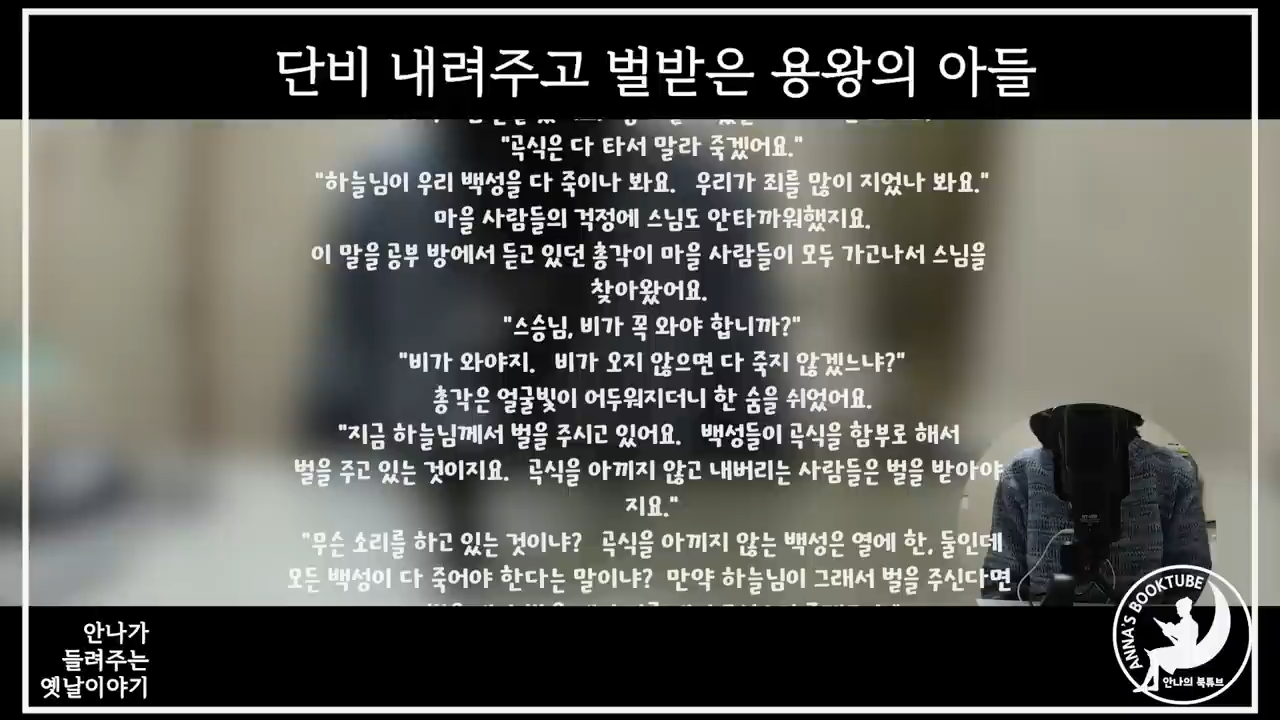 단비 내려주고 벌받은 용왕의 아들
"곡식은 다 타서 말라 죽겠어요."
"하늘님이 우리 백성을 다 죽이나 봐요. 우리가 죄를 많이 지었나 봐요."
마을 사람들의 걱정에 스님도 안타까워했지요.
이 말을 공부 방에서 듣고 있던 총각이 마을 사람들이 모두 가고나서 스님을
찾아왔어요.
"스승님, 비가 꼭 와야 합니까?"
"비가 와야지. 비가 오지 않으면 다 죽지 않겠느냐?"
총각은 얼굴빛이 어두워지더니 한 숨을 쉬었어요.
"지금 하늘님께서 벌을 주시고 있어요. 백성들이 곡식을 함부로 해서
벌을 주고 있는 것이지요. 곡식을 아끼지 않고 내버리는 사람들은 벌을 받아야
지요."
"무슨 소리를 하고 있는 것이냐? 곡식을 아끼지 않는 백성은 열에 한, 둘인데
모든 백성이 다 죽어야 한다는 말이냐? 만약 하늘님이 그래서 벌을 주신다면
안나가
들려주는
옛날이야기
ANNA'S BOOKTUBE
안나의 북튜브